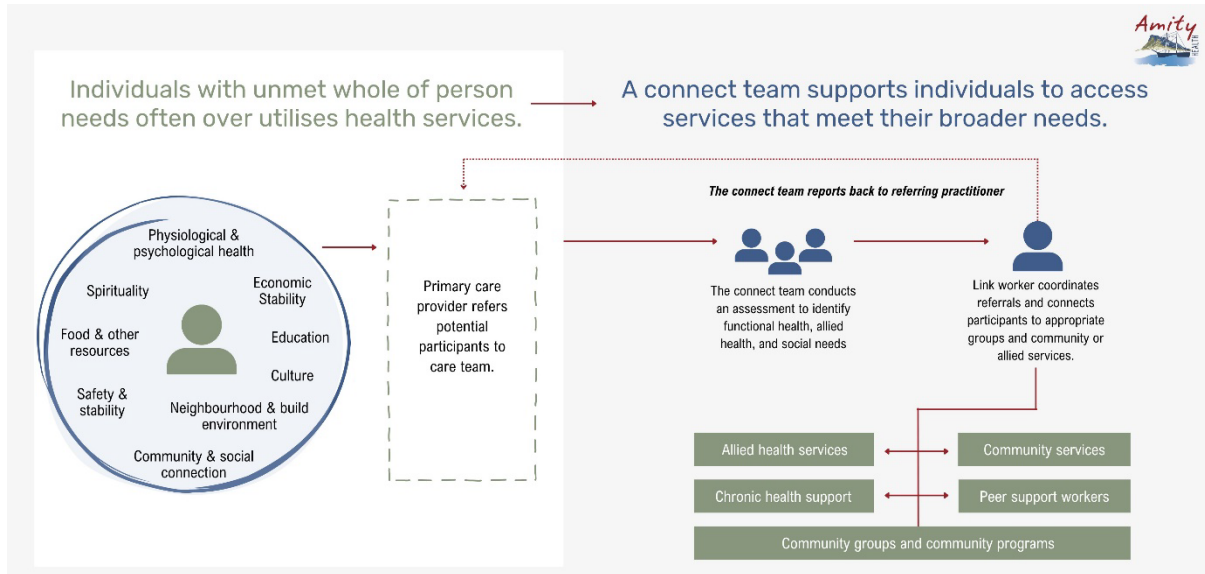 Amity
HEALTH
Individuals with unmet whole of person
needs often over utilises health services.
A connect team supports individuals to access
services that meet their broader needs.
Physiological &
psychological health
Spirituality
Economic
Stability
Food & other
resources
Education
Culture
Safety &
stability
Neighbourhood & build
environment
Community & social
connection
Primary care
provider refers
potential
participants to
care team.
The connect team reports back to referring practitioner
The connect team conducts
an assessment to identify
functional health, allied
health, and social needs
Link worker coordinates
referrals and connects
participants to appropriate
groups and community or
allied services.
Allied health services
Community services
Chronic health support
Peer support workers
Community groups and community programs